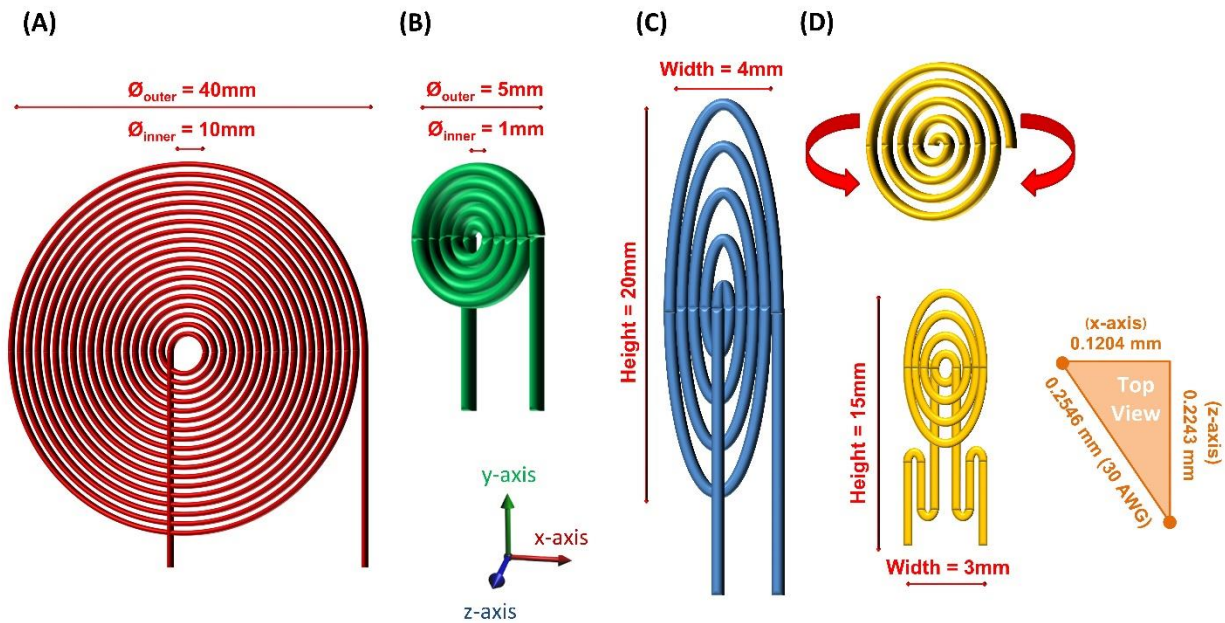 (A)
Øouter = 40mm
Øinner = 10mm
(B)
Øouter = 5mm
Øinner = 1mm
y-axis
x-axis
z-axis
(C)
Width = 4mm
Height = 20mm
(D)
Height = 15mm
Width = 3mm
(x-axis)
0.1204 mm
Top
View
0.2546 mm (30 AWG)
(z-axis)
0.2243 mm